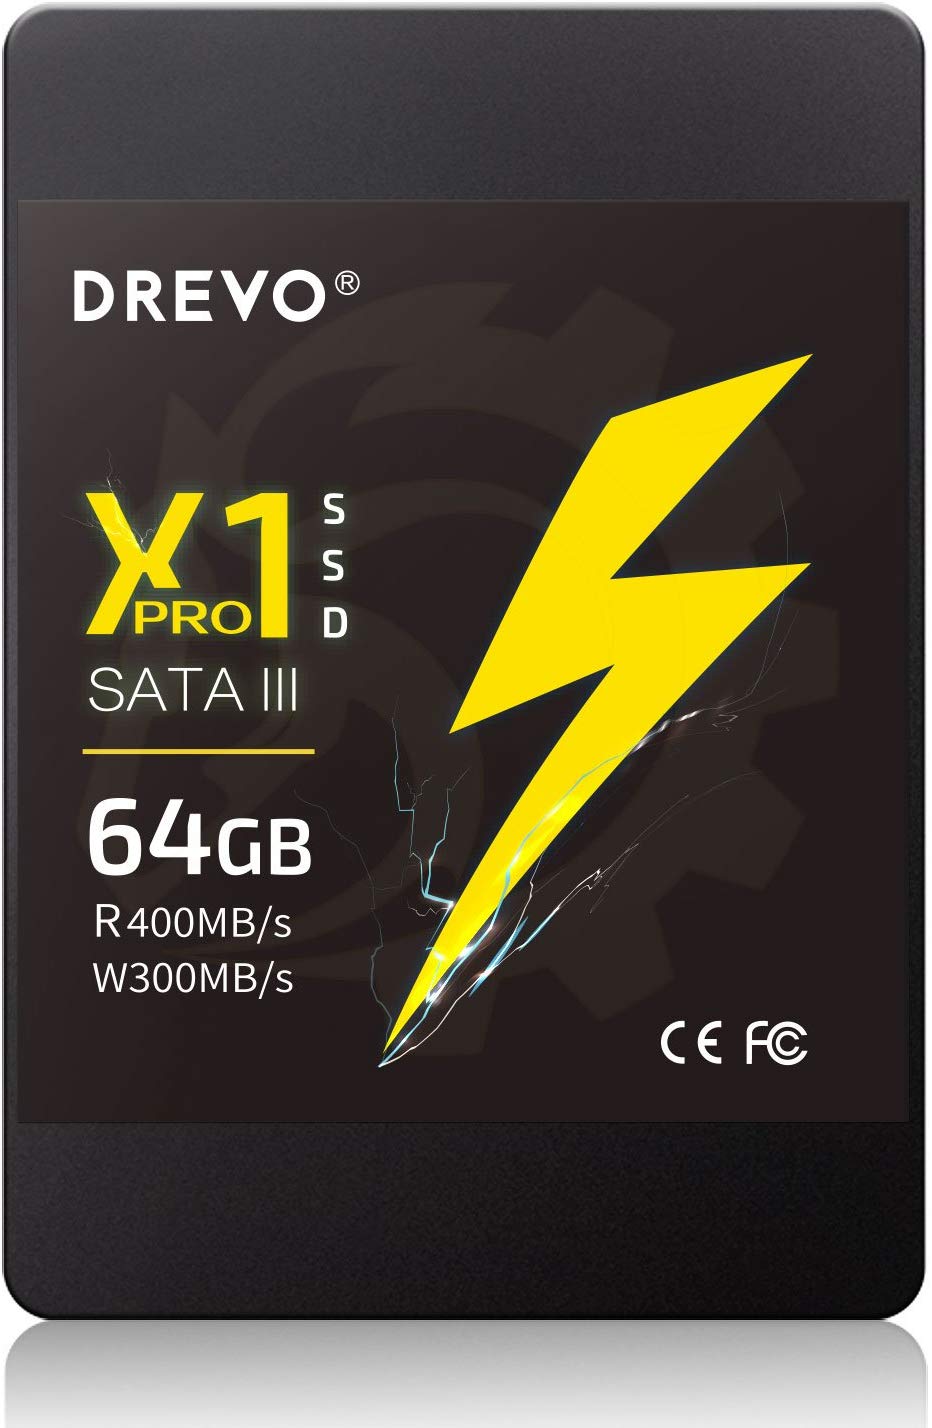 DREVO®
X1 PRO SSD
SATA III
64GB
R400MB/s
W300MB/s
CE FC